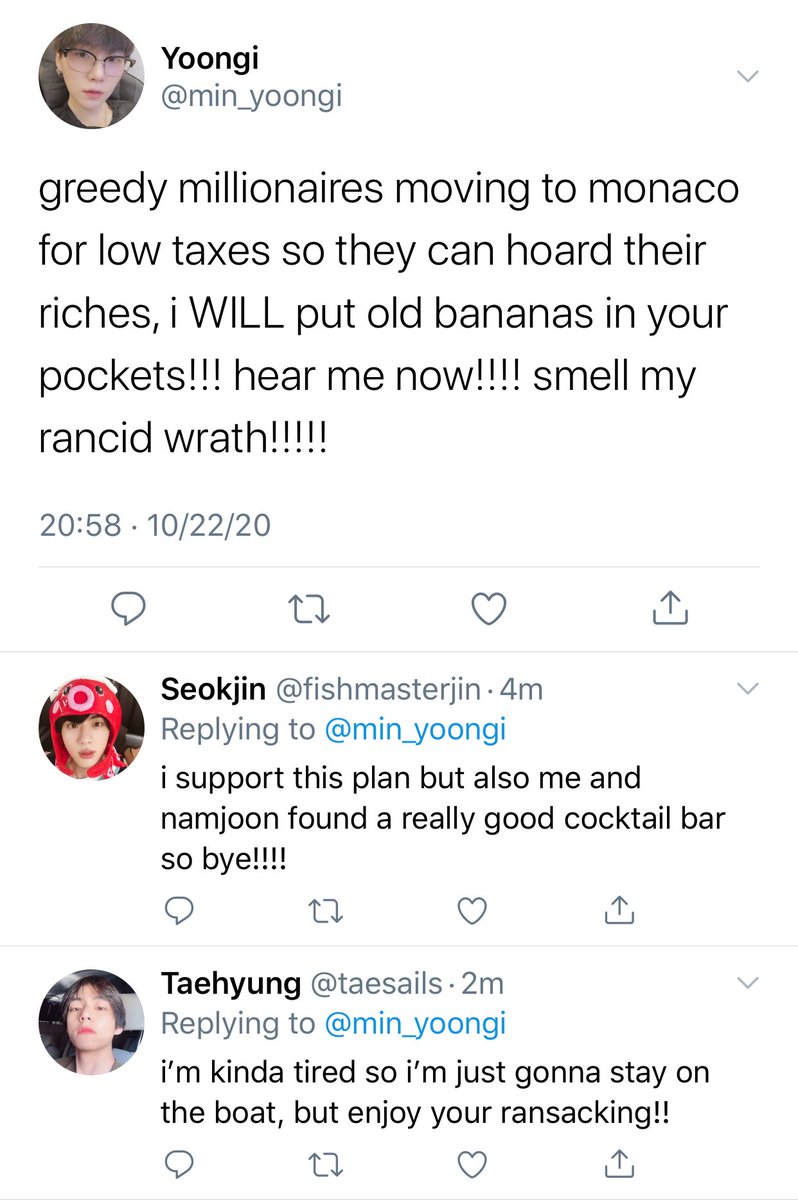 Yoongi
@min_yoongi
greedy millionaires moving to monaco
for low taxes so they can hoard their
riches, i WILL put old bananas in your
pockets!!! hear me now!!!! smell my
rancid wrath!!!!!
20:58 · 10/22/20
Seokjin @fishmasterjin · 4m
Replying to @min_yoongi
i support this plan but also me and
namjoon found a really good cocktail bar
so bye!!!!
Taehyung @taesails · 2m
Replying to @min_yoongi
i’m kinda tired so i’m just gonna stay on
the boat, but enjoy your ransacking!!